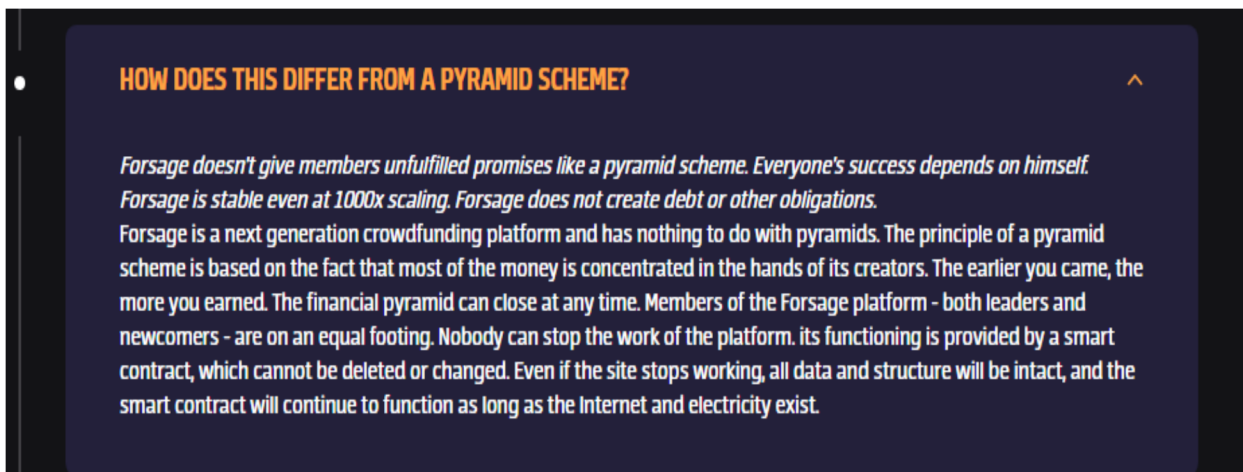 HOW DOES THIS DIFFER FROM A PYRAMID SCHEME?
Forsage doesn't give members unfulfilled promises like a pyramid scheme. Everyone's success depends on himself.
Forsage is stable even at 1000x scaling. Forsage does not create debt or other obligations.
Forsage is a next generation crowdfunding platform and has nothing to do with pyramids. The principle of a pyramid
scheme is based on the fact that most of the money is concentrated in the hands of its creators. The earlier you came, the
more you earned. The financial pyramid can close at any time. Members of the Forsage platform - both leaders and
newcomers - are on an equal footing. Nobody can stop the work of the platform. its functioning is provided by a smart
contract, which cannot be deleted or changed. Even if the site stops working, all data and structure will be intact, and the
smart contract will continue to function as long as the Internet and electricity exist.